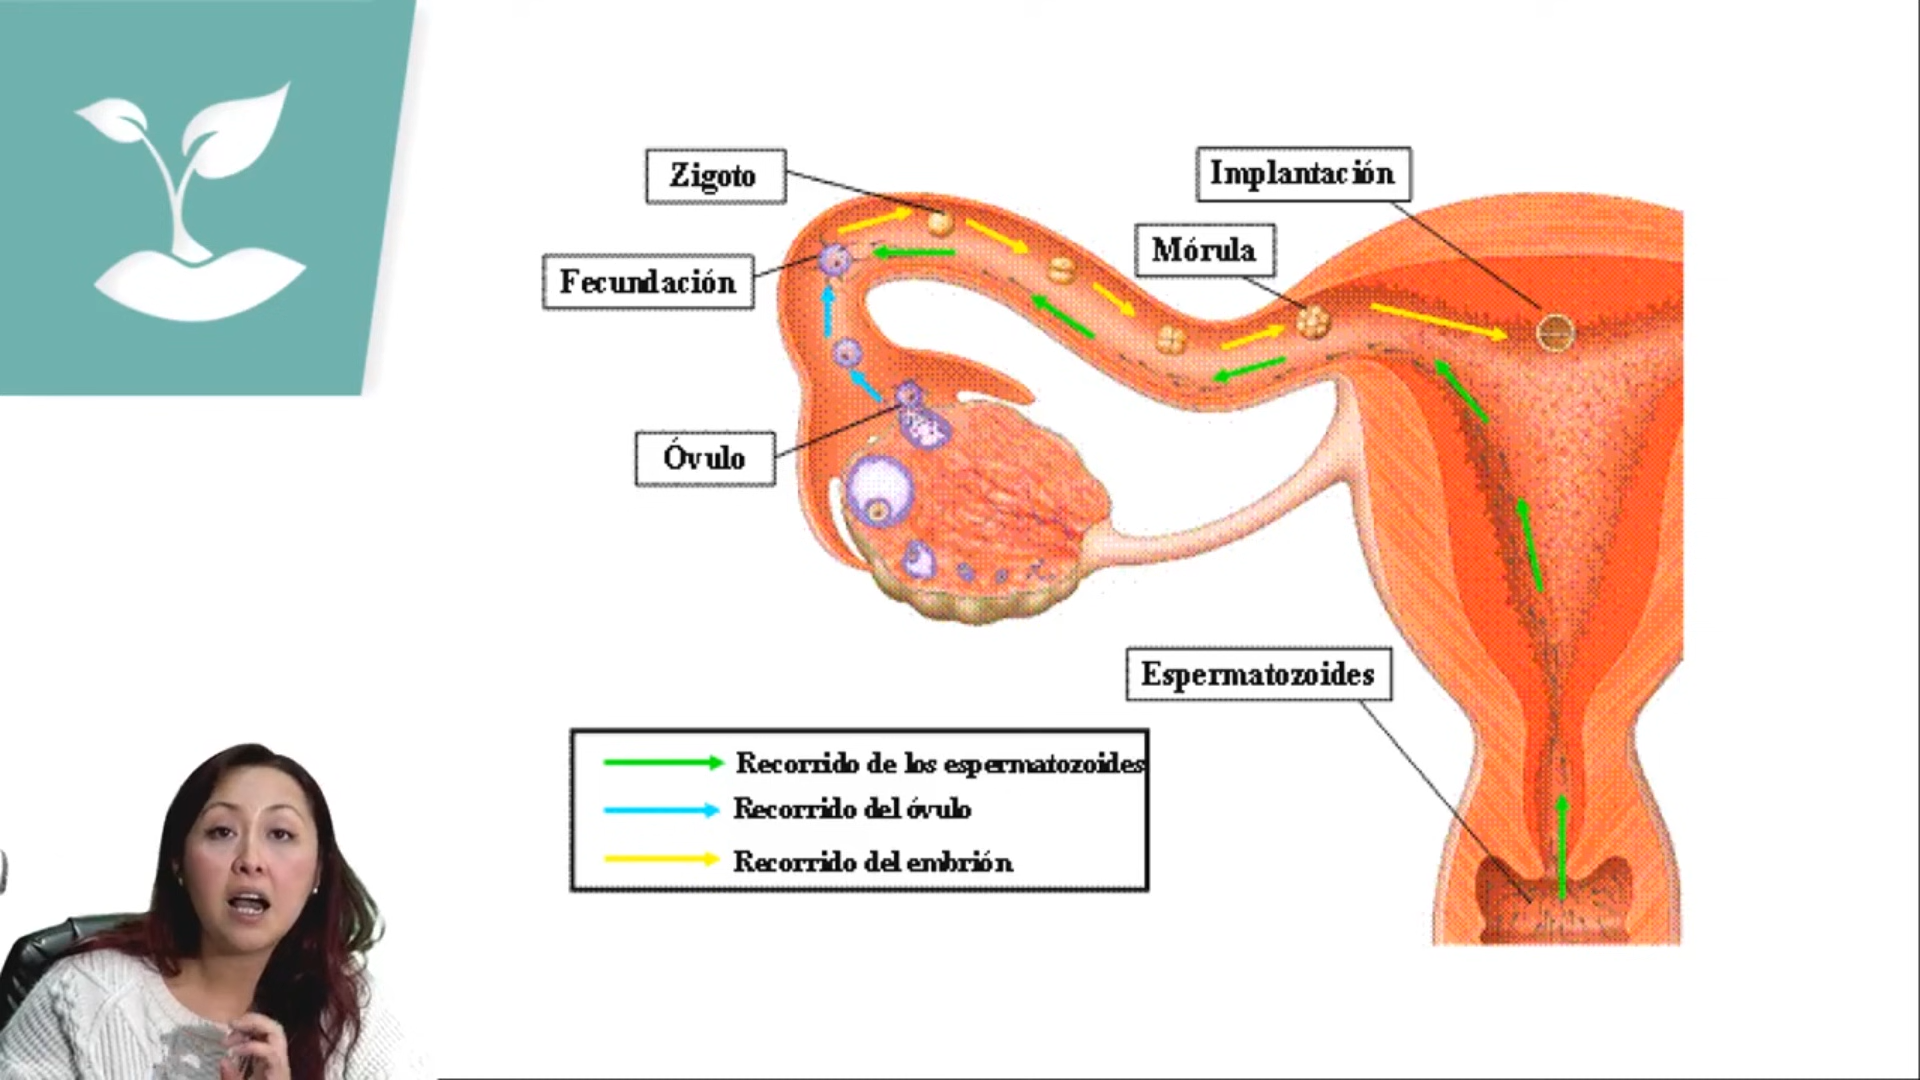 Zigoto
Implantación
Mórula
Fecundación
Óvulo
Espermatozoides
Recorrido de los espermatozoides
Recorrido del óvulo
Recorrido del embrión